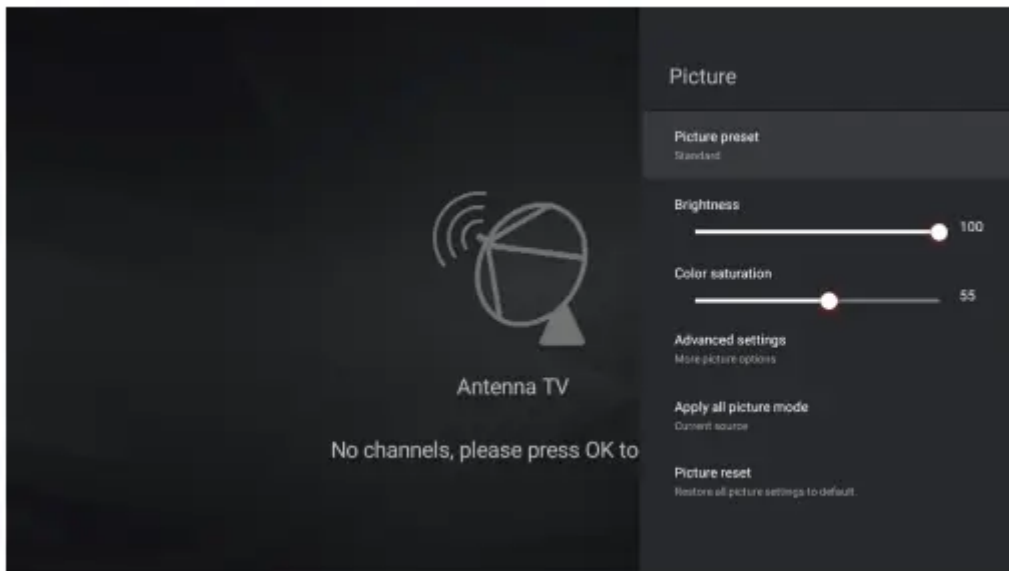 Picture
Picture preset
Standard
Brightness
100
Color saturation
55
Advanced settings
More picture options
Apply all picture mode
Current source
Picture reset
Restore all picture settings to default
Antenna TV
No channels, please press OK to